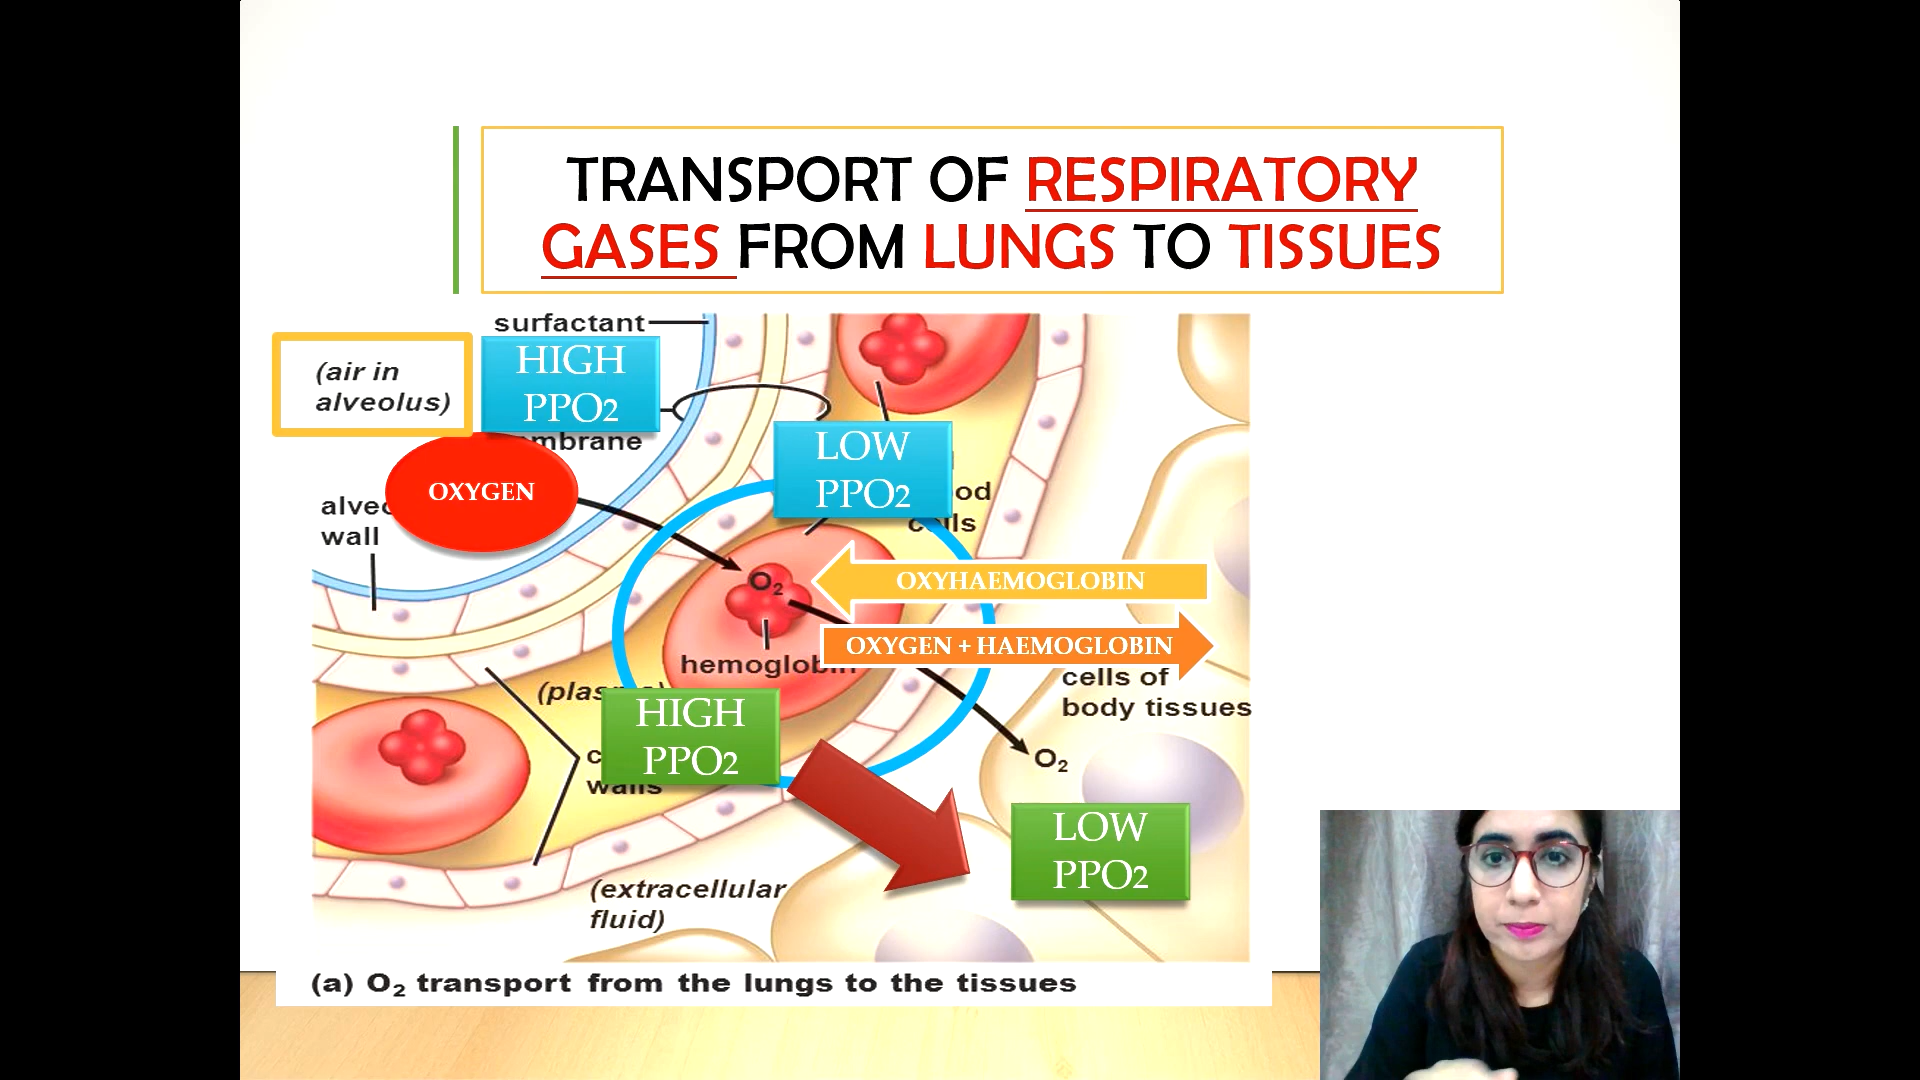 TRANSPORT OF RESPIRATORY
GASES FROM LUNGS TO TISSUES
surfactant
(air in
alveolus)
HIGH
PPO2
LOW
PPO2
OXYGEN
wall
O2
OXYHAEMOGLOBIN
OXYGEN + HAEMOGLOBIN
cells of
body tissues
HIGH
PPO2
O2
LOW
PPO2
(extracellular
fluid)
(a) O2 transport from the lungs to the tissues